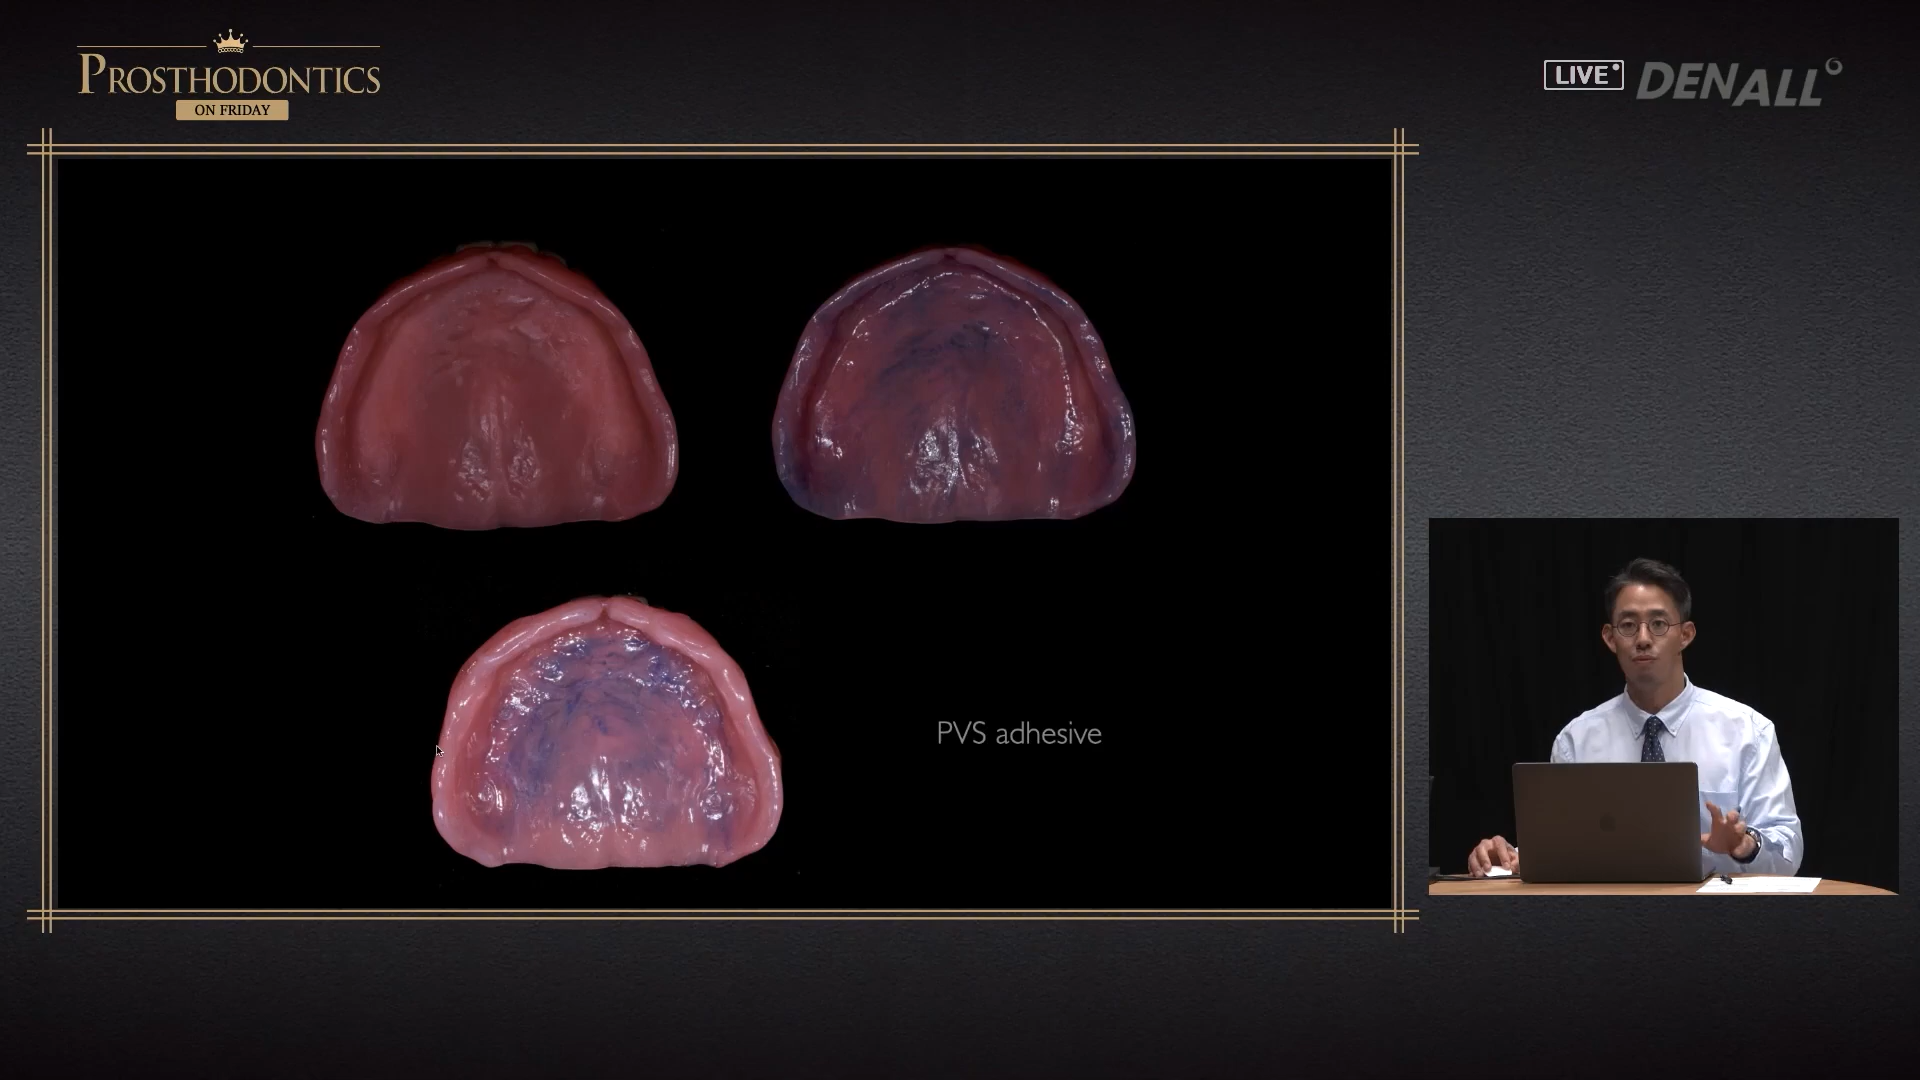 PROSTHODONTICS
ON FRIDAY
LIVE
DENALL
PVS adhesive